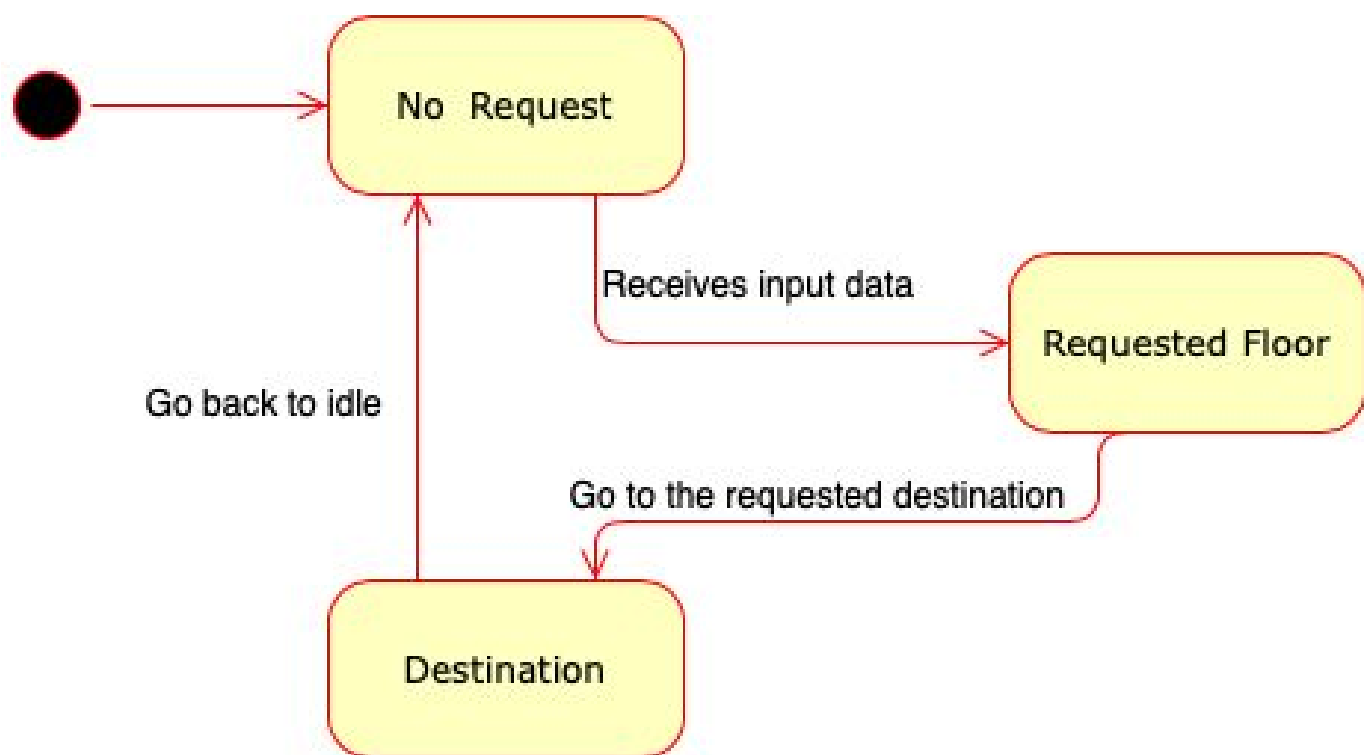 No Request
Receives input data
Requested Floor
Go back to idle
Go to the requested destination
Destination